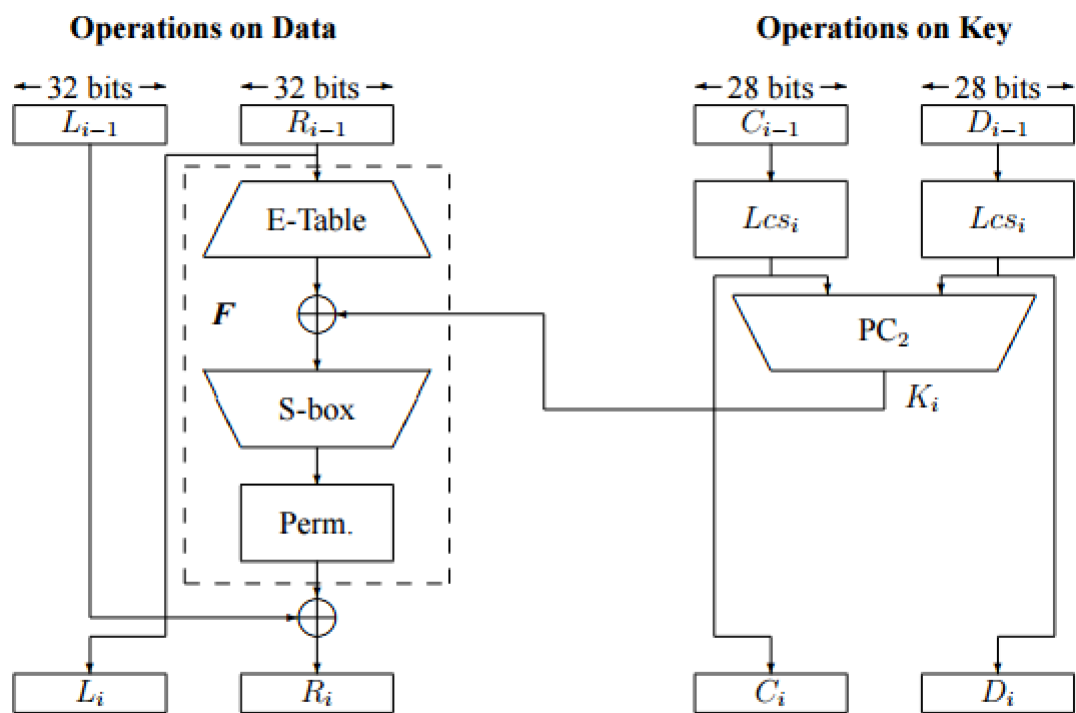 Operations on Data
Operations on Key
32 bits
32 bits
28 bits
28 bits
L_{i-1}
R_{i-1}
C_{i-1}
D_{i-1}
E-Table
Lcs_i
Lcs_i
F
PC_2
K_i
S-box
Perm.
L_i
R_i
C_i
D_i